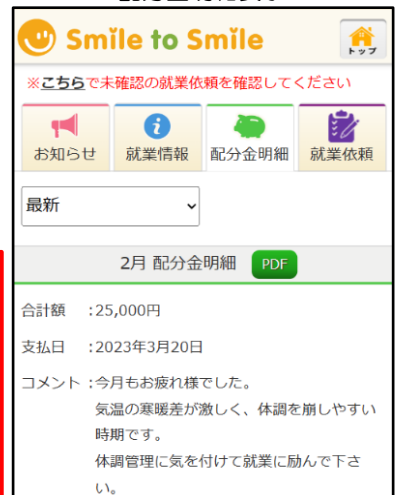 Smile to Smile
トップ
※こちらで未確認の就業依頼を確認してください
お知らせ 就業情報 配分金明細 就業依頼
最新
2月 配分金明細 PDF
合計額 :25,000円
支払日 :2023年3月20日
コメント :今月もお疲れ様でした。
気温の寒暖差が激しく、体調を崩しやすい
時期です。
体調管理に気を付けて就業に励んで下さ
い。